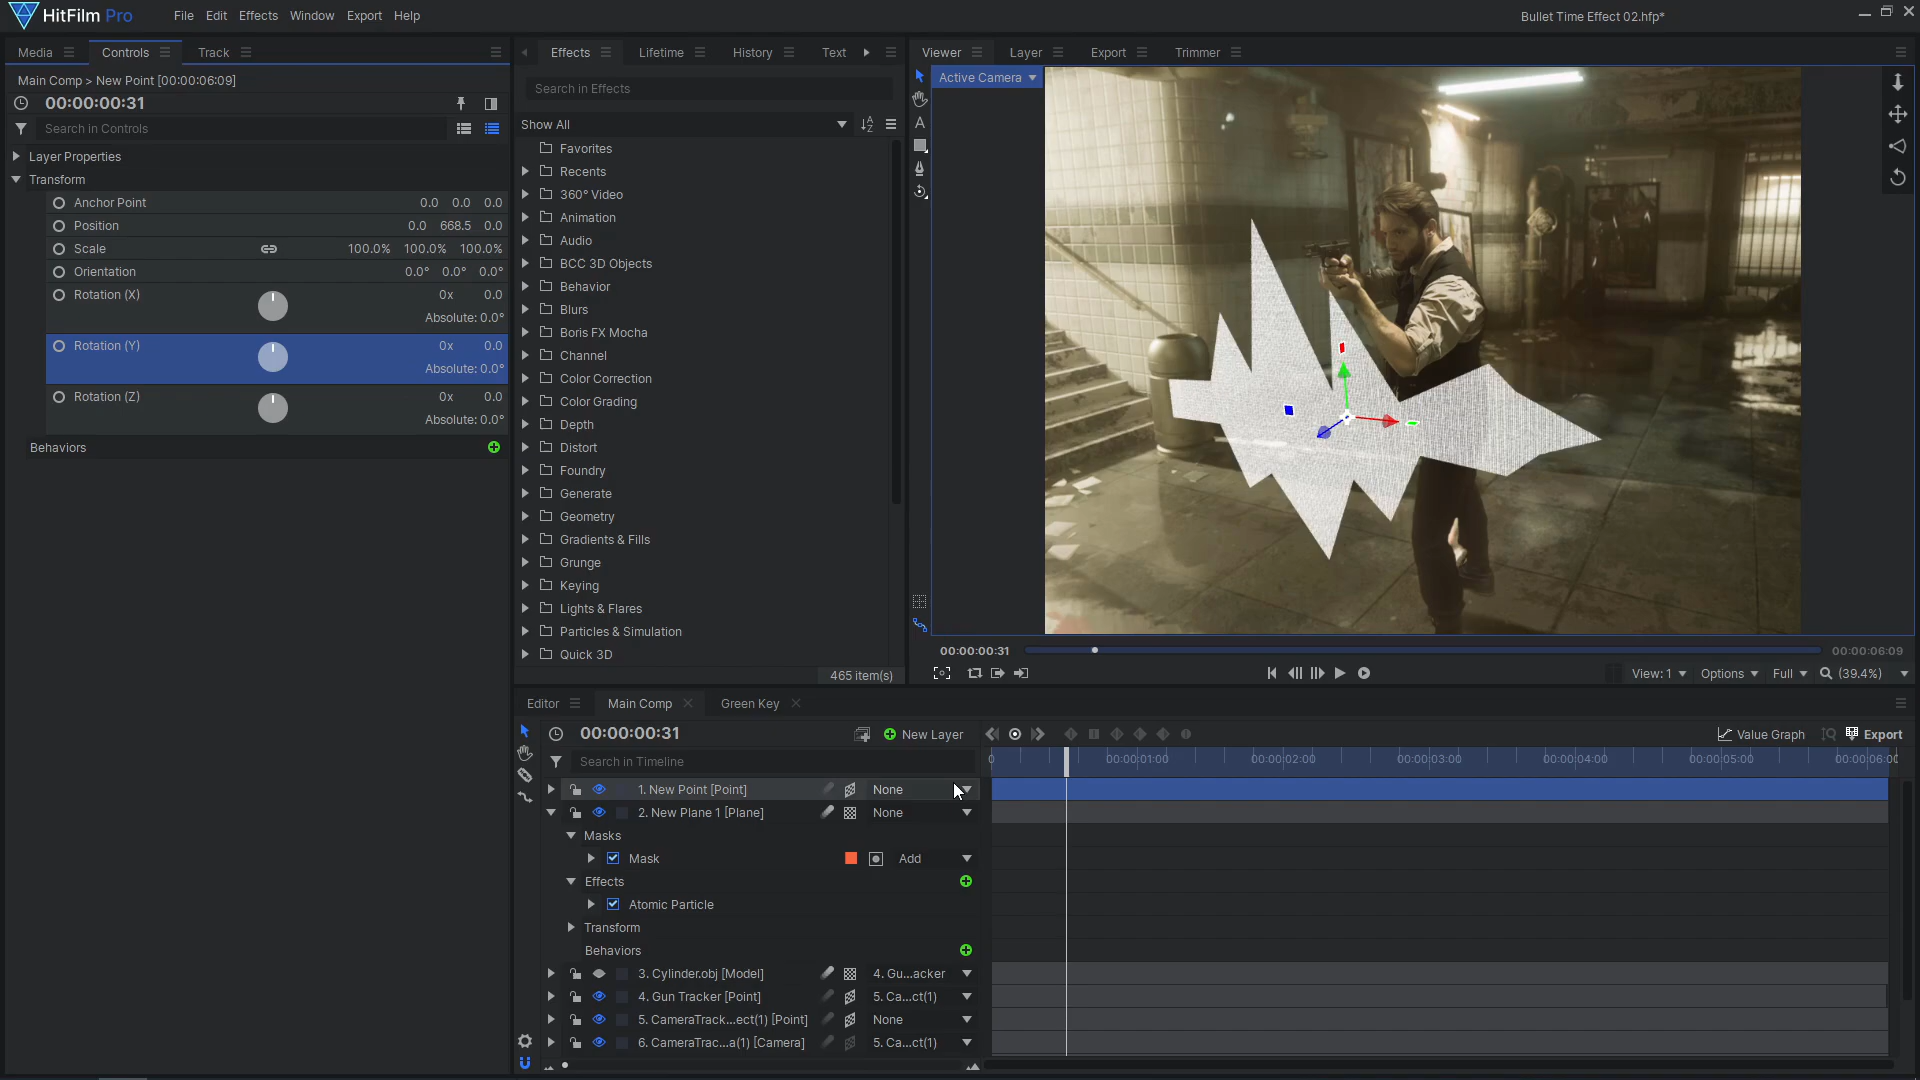 HitFilm Pro
File Edit Effects Window Export Help
Bullet Time Effect 02.hfp*
Media Controls Track
Effects Lifetime History Text
Viewer Layer Export Trimmer
Main Comp > New Point [00:00:06:09]
00:00:00:31
Search in Controls
Layer Properties
Transform
Anchor Point 0.0 0.0 0.0
Position 0.0 668.5 0.0
Scale 100.0% 100.0% 100.0%
Orientation 0.0° 0.0° 0.0°
Rotation (X) 0x 0.0
Absolute: 0.0°
Rotation (Y) 0x 0.0
Absolute: 0.0°
Rotation (Z) 0x 0.0
Absolute: 0.0°
Behaviors
Search in Effects
Show All
Favorites
Recents
360° Video
Animation
Audio
BCC 3D Objects
Behavior
Blurs
Boris FX Mocha
Channel
Color Correction
Color Grading
Depth
Distort
Foundry
Generate
Geometry
Gradients & Fills
Grunge
Keying
Lights & Flares
Particles & Simulation
Quick 3D
465 item(s)
Active Camera
A
00:00:00:31 00:00:06:09
View: 1 Options Full (39.4%)
Editor Main Comp Green Key
00:00:00:31 New Layer Value Graph Export
Search in Timeline
0 00:00:01:00 00:00:02:00 00:00:03:00 00:00:04:00 00:00:05:00 00:00:06:00
1. New Point [Point] None
2. New Plane 1 [Plane] None
Masks
Mask Add
Effects
Atomic Particle
Transform
Behaviors
3. Cylinder.obj [Model] 4. Gu...acker
4. Gun Tracker [Point] 5. Ca...ct(1)
5. CameraTrack...ect(1) [Point] None
6. CameraTrac...a(1) [Camera] 5. Ca...ct(1)